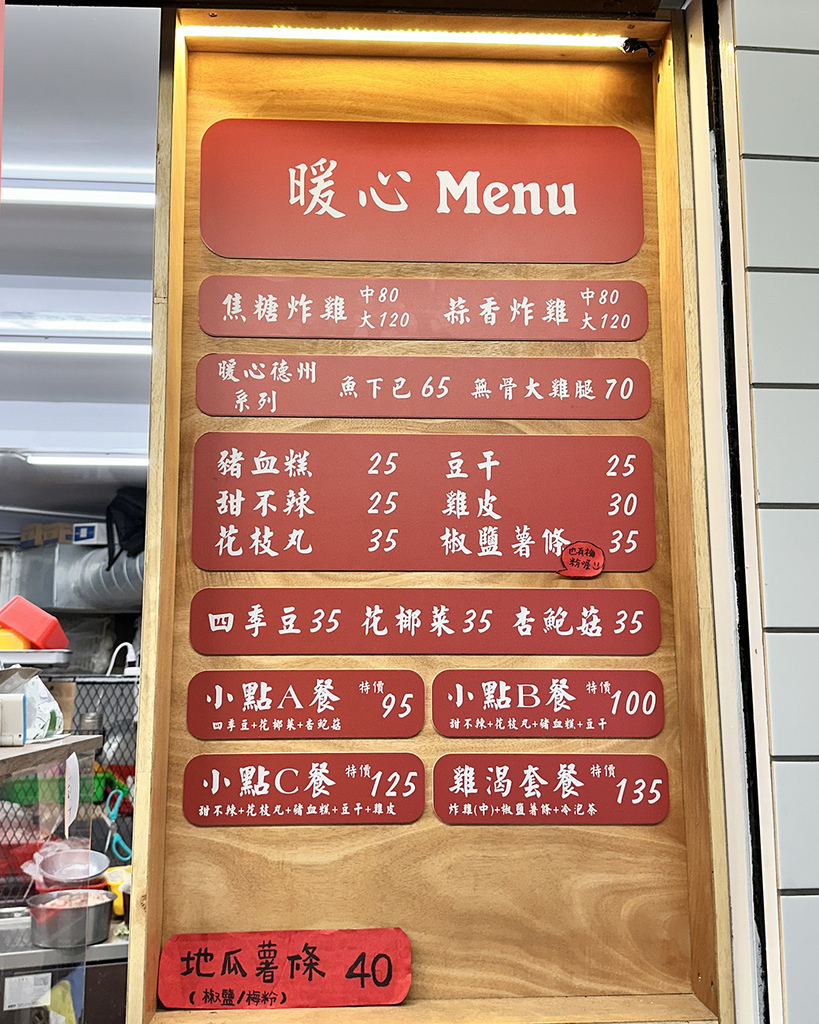 暖心 Menu
焦糖炸雞 中80 大120 蒜香炸雞 中80 大120
暖心德州系列 魚下巴 65 無骨大雞腿 70
豬血糕 25 豆干 25
甜不辣 25 雞皮 30
花枝丸 35 椒鹽薯條 35
也有梅粉喔
四季豆 35 花椰菜 35 杏鮑菇 35
小點A餐 特價 95
四季豆+花椰菜+杏鮑菇
小點B餐 特價 100
甜不辣+花枝丸+豬血糕+豆干
小點C餐 特價 125
甜不辣+花枝丸+豬血糕+豆干+雞皮
雞渴套餐 特價 135
炸雞(中)+椒鹽薯條+冷泡茶
地瓜薯條 40
(椒鹽/梅粉)